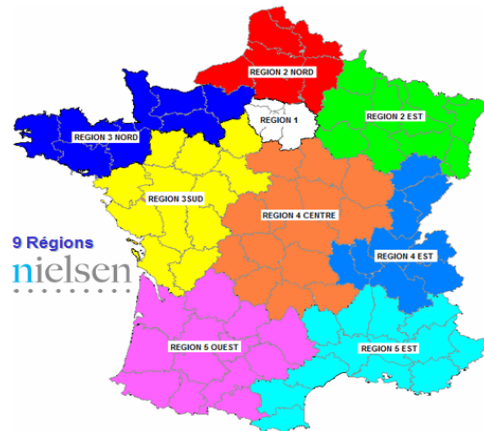 REGION 2 NORD
REGION 1
REGION 2 EST
REGION 3 NORD
REGION 3SUD
REGION 4 CENTRE
9 Régions
nielsen
REGION 4 EST
REGION 5 OUEST
REGION 5 EST